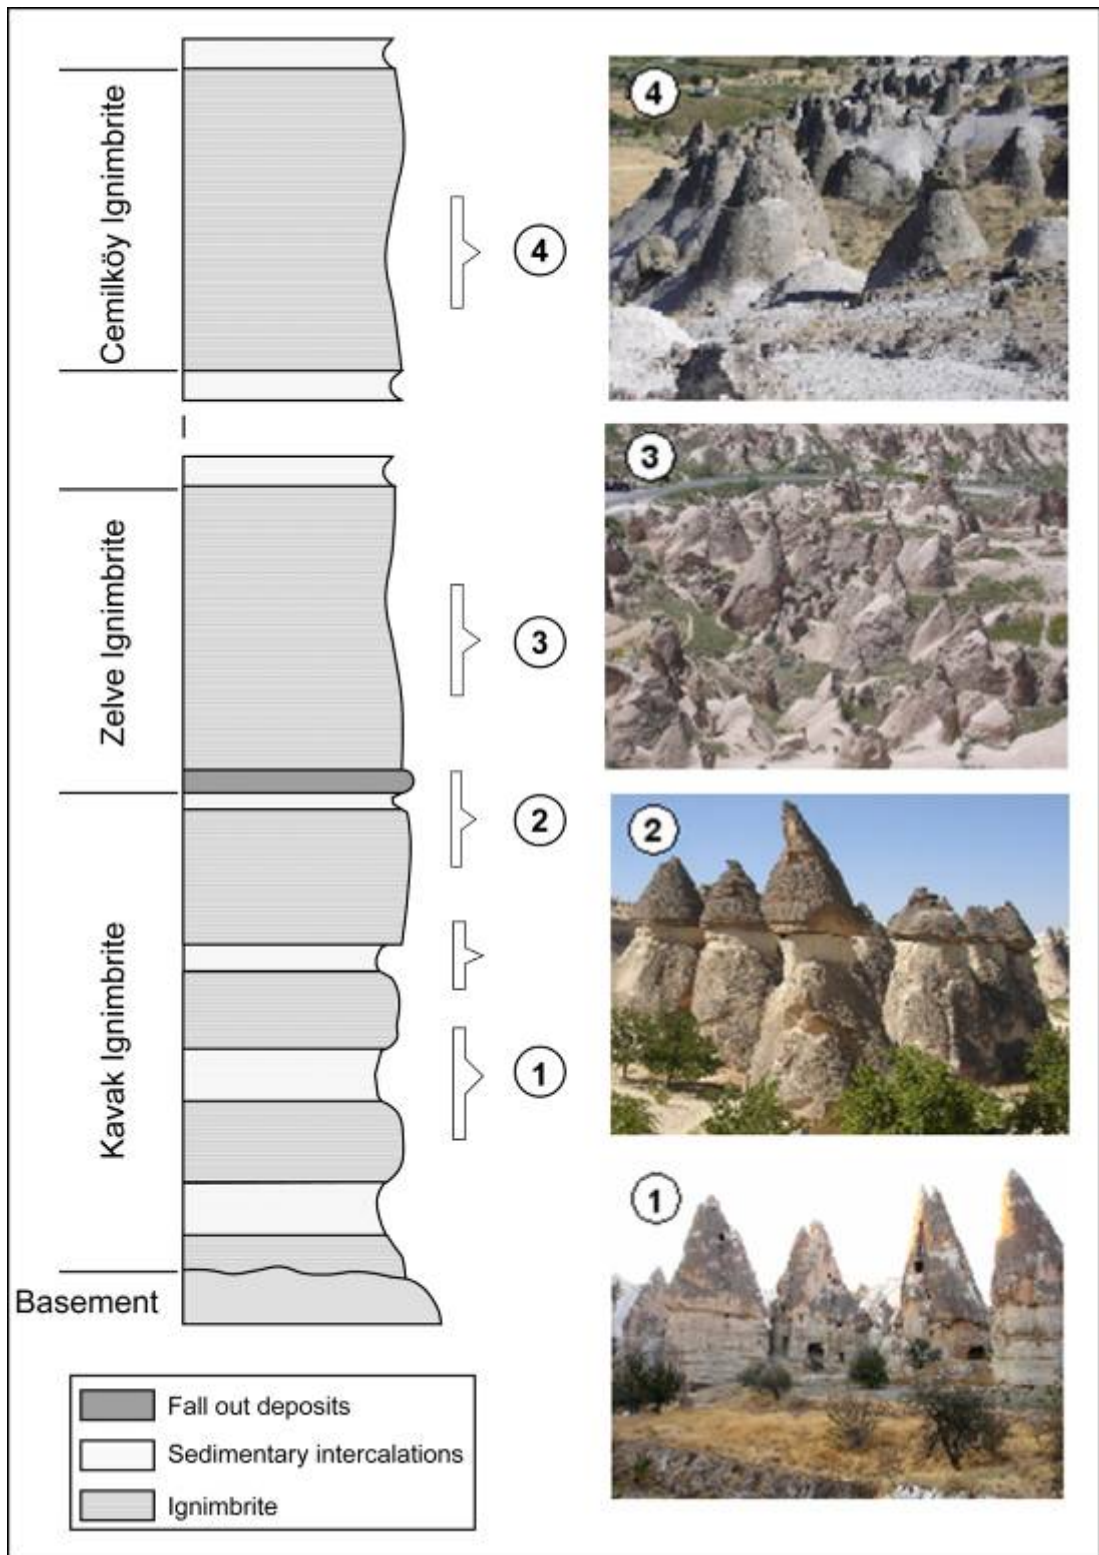 Cemilköy Ignimbrite
4
4
Zelve Ignimbrite
3
3
2
2
Kavak Ignimbrite
1
1
Basement
Fall out deposits
Sedimentary intercalations
Ignimbrite